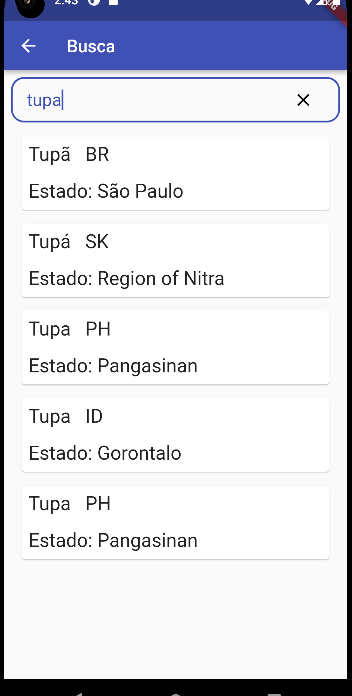 2:43
Busca
tupa
Tupã BR
Estado: São Paulo
Tupá SK
Estado: Region of Nitra
Tupa PH
Estado: Pangasinan
Tupa ID
Estado: Gorontalo
Tupa PH
Estado: Pangasinan